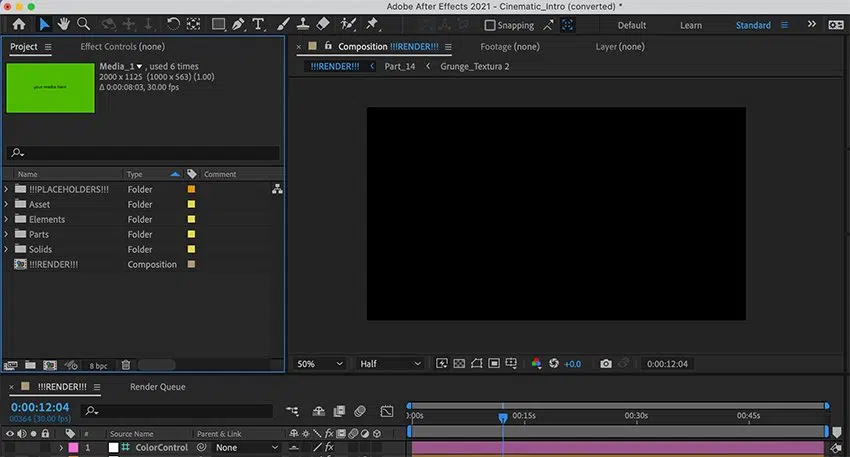 Adobe After Effects 2021 - Cinematic_Intro (converted) *
Snapping
Default
Learn
Standard
Project
Effect Controls (none)
Composition !!!RENDER!!!
Footage (none)
Layer (none)
your media here
Media_1, used 6 times
2000 x 1125 (1000 x 563) (1.00)
Δ 0:00:08:03, 30.00 fps
!!!RENDER!!!
Part_14
Grunge_Textura 2
Name
Type
Comment
!!!PLACEHOLDERS!!! Folder
Asset Folder
Elements Folder
Parts Folder
Solids Folder
!!!RENDER!!! Composition
8 bpc
50%
Half
+0.0
0:00:12:04
!!!RENDER!!!
Render Queue
0:00:12:04
00364 (30.00 fps)
:00s
00:15s
00:30s
00:45s
#
Source Name
Parent & Link
1
ColorControl
None